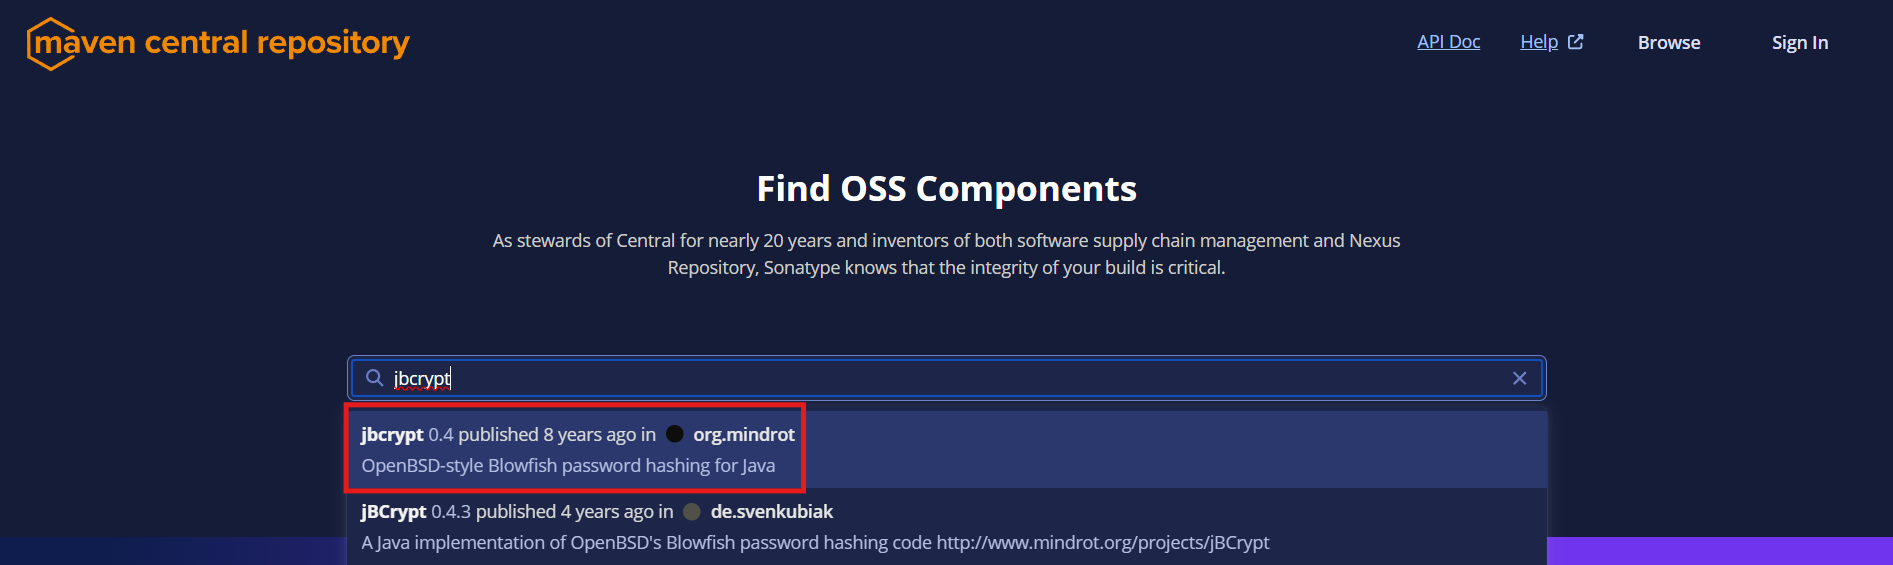 maven central repository
API Doc
Help
Browse
Sign In
Find OSS Components
As stewards of Central for nearly 20 years and inventors of both software supply chain management and Nexus
Repository, Sonatype knows that the integrity of your build is critical.
jbcrypt
jbcrypt 0.4 published 8 years ago in org.mindrot
OpenBSD-style Blowfish password hashing for Java
jBCrypt 0.4.3 published 4 years ago in de.svenkubiak
A Java implementation of OpenBSD's Blowfish password hashing code http://www.mindrot.org/projects/jBCrypt